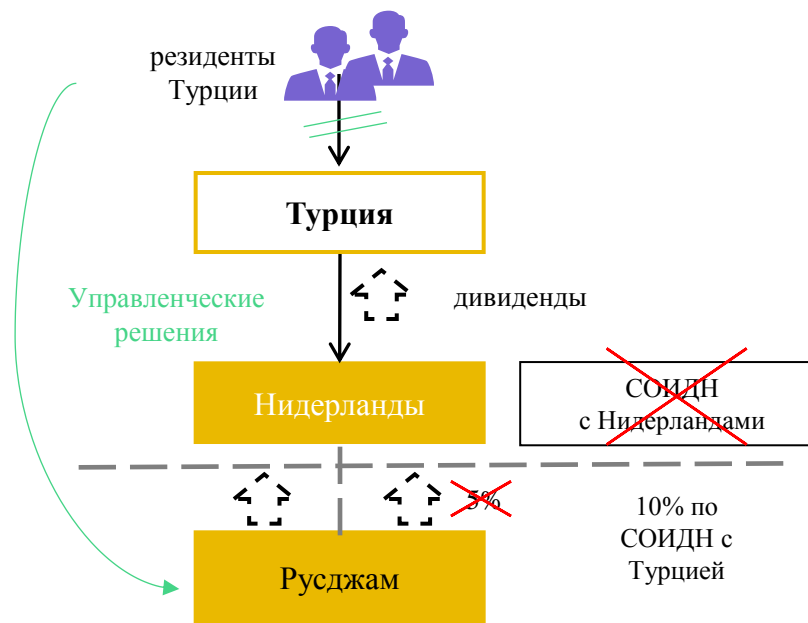 резиденты
Турции
Турция
Управленческие
решения
дивиденды
Нидерланды
СОИДН
с Нидерландами
5%
10% по
СОИДН с
Турцией
Русджам